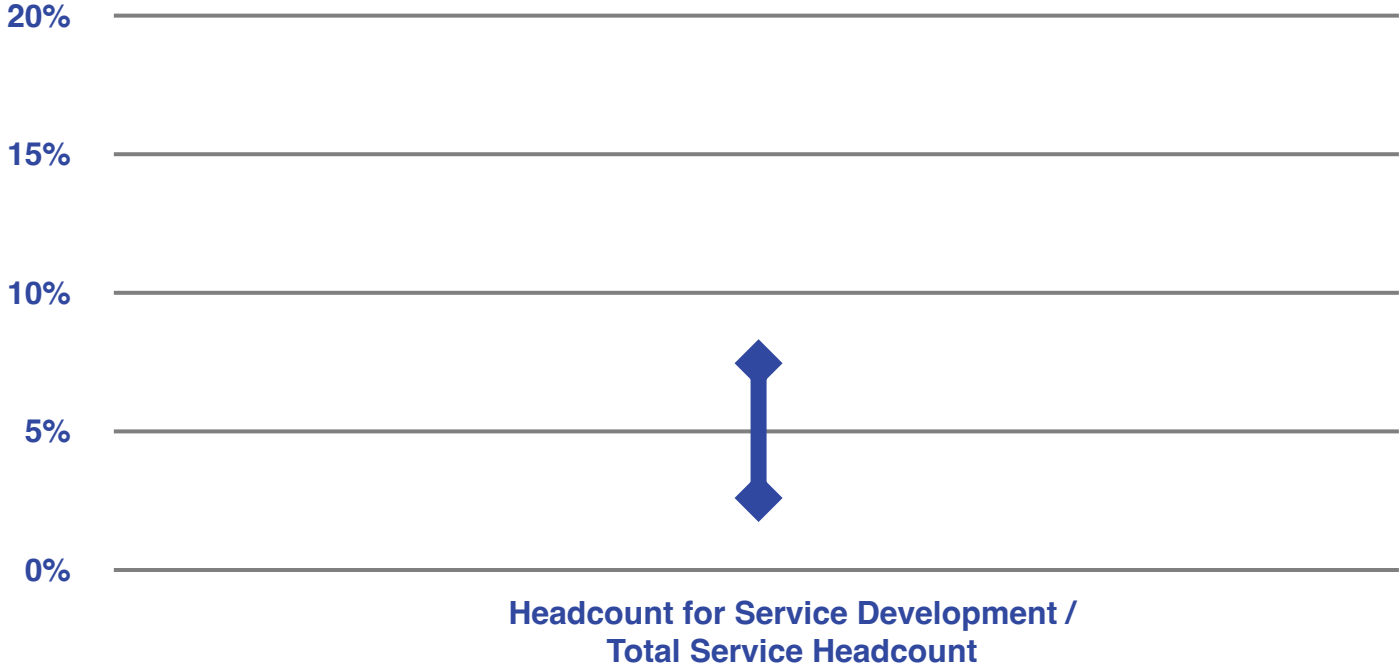 20%
15%
10%
5%
0%
Headcount for Service Development /
Total Service Headcount